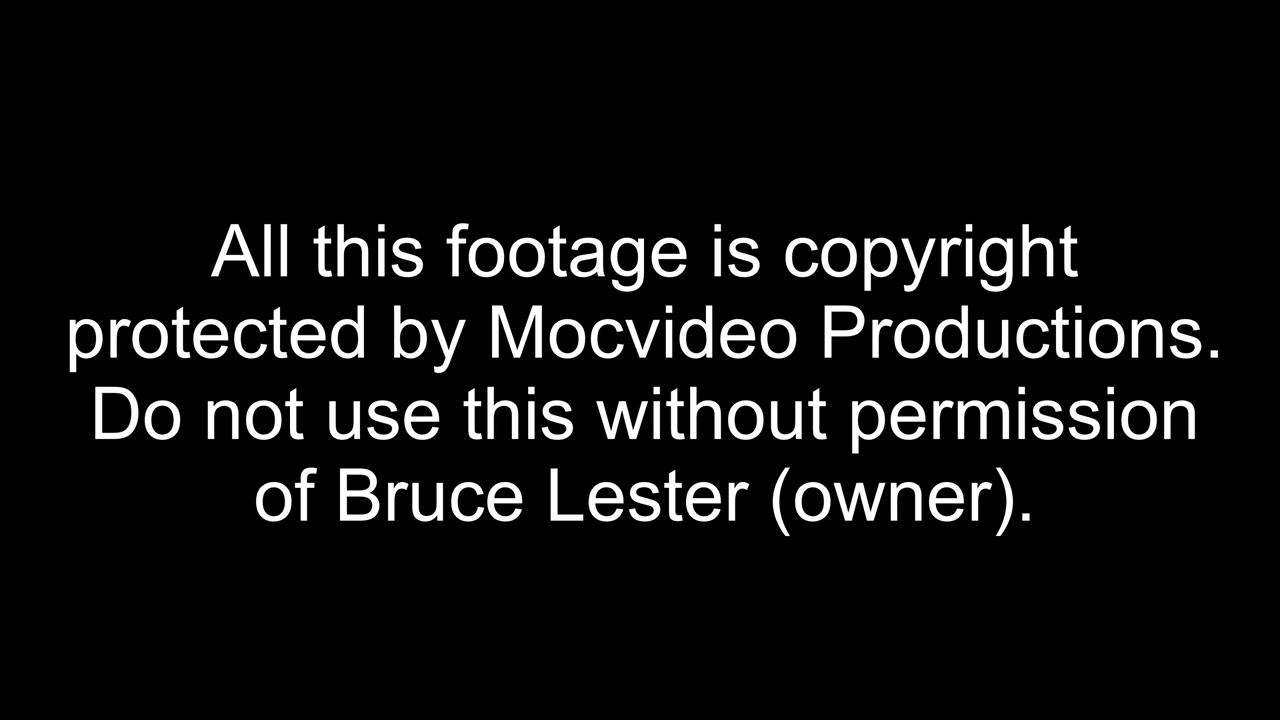 All this footage is copyright
protected by Mocvideo Productions.
Do not use this without permission
of Bruce Lester (owner).